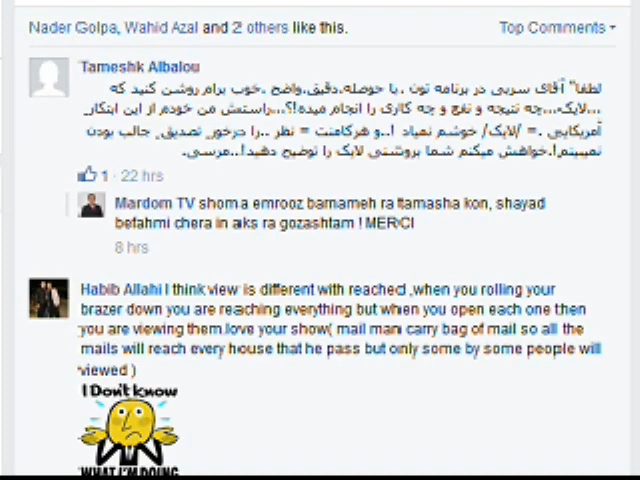 Nader Golpa, Wahid Azal and 2 others like this.
Top Comments
Tameshk Albalou
لطفا" آقای سربی در برنامه تون ،با حوصله،دقیق،واضح ،خوب برام روشن کنید که
...لایک،...چه نتیجه و نفع و چه کاری را انجام میده!؟...راستش من خودم از این ابتکار_
آمریکایی .= /لایک/ خوشم نمیاد !..و هرکامنت = نظر ..را درخور_ تصدیق_ جالب بودن
نمیبینم!.خواهش میکنم شما بروشنی لایک را توضیح دهید!..مرسی.
1 · 22 hrs
Mardom TV shoma emrooz barnameh ra ttamasha kon, shayad
befahmi chera in aks ra gozashtam ! MERCI
8 hrs
Habib Allahi I think view is different with reached ,when you rolling your
brazer down you are reaching everything but when you open each one then
you are viewing them.love your show( mail man carry bag of mail so all the
mails will reach every house that he pass but only some by some people will
viewed )
I Don't know
WHAT I'M DOING